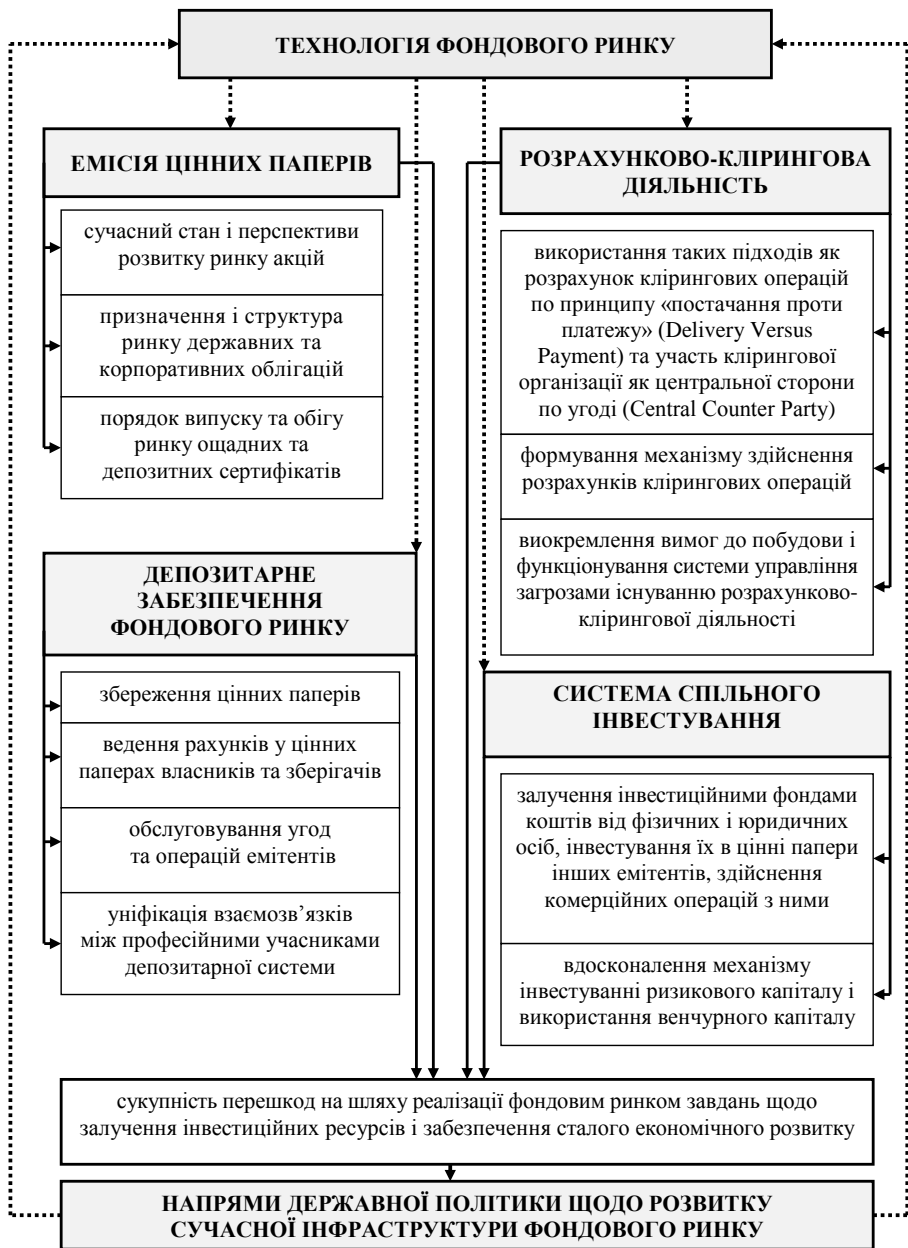 ТЕХНОЛОГІЯ ФОНДОВОГО РИНКУ
ЕМІСІЯ ЦІННИХ ПАПЕРІВ
сучасний стан і перспективи
розвитку ринку акцій
призначення і структура
ринку державних та
корпоративних облігацій
порядок випуску та обігу
ринку ощадних та
депозитних сертифікатів
РОЗРАХУНКОВО-КЛІРИНГОВА
ДІЯЛЬНІСТЬ
використання таких підходів як
розрахунок клірингових операцій
по принципу «постачання проти
платежу» (Delivery Versus
Payment) та участь клірингової
організації як центральної сторони
по угоді (Central Counter Party)
формування механізму здійснення
розрахунків клірингових операцій
виокремлення вимог до побудови і
функціонування системи управління
загрозами існуванню розрахунково-
клірингової діяльності
ДЕПОЗИТАРНЕ
ЗАБЕЗПЕЧЕННЯ
ФОНДОВОГО РИНКУ
збереження цінних паперів
ведення рахунків у цінних
паперах власників та зберігачів
обслуговування угод
та операцій емітентів
уніфікація взаємозв’язків
між професійними учасниками
депозитарної системи
СИСТЕМА СПІЛЬНОГО
ІНВЕСТУВАННЯ
залучення інвестиційними фондами
коштів від фізичних і юридичних
осіб, інвестування їх в цінні папери
інших емітентів, здійснення
комерційних операцій з ними
вдосконалення механізму
інвестуванні ризикового капіталу і
використання венчурного капіталу
сукупність перешкод на шляху реалізації фондовим ринком завдань щодо
залучення інвестиційних ресурсів і забезпечення сталого економічного розвитку
НАПРЯМИ ДЕРЖАВНОЇ ПОЛІТИКИ ЩОДО РОЗВИТКУ
СУЧАСНОЇ ІНФРАСТРУКТУРИ ФОНДОВОГО РИНКУ